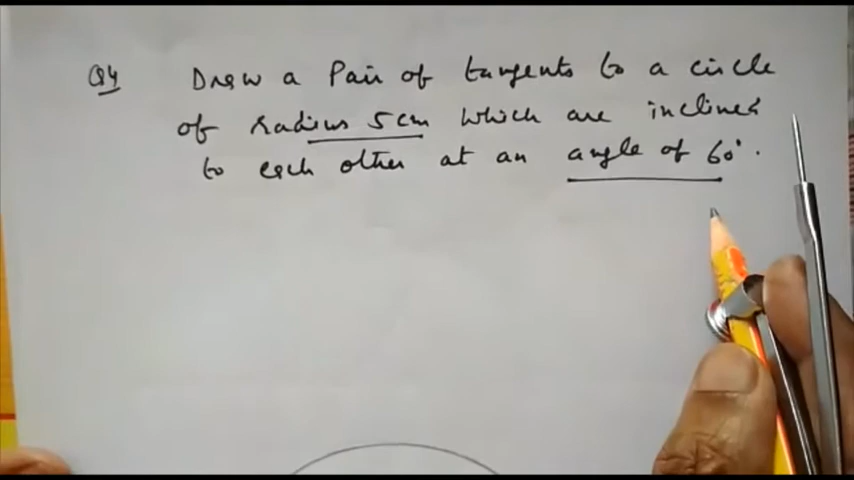 Q4 Draw a Pair of tangents to a circle
of radius 5cm which are inclined
to each other at an angle of 60°.